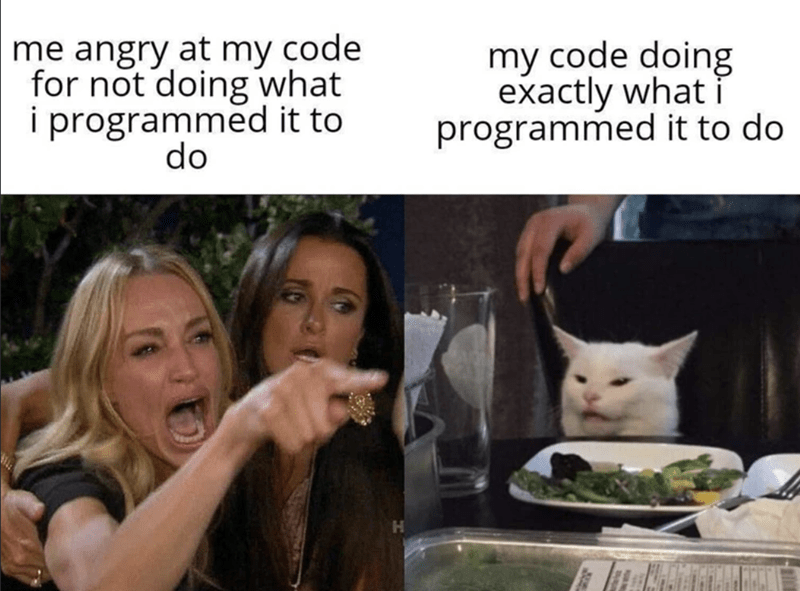 me angry at my code
for not doing what
i programmed it to
do
my code doing
exactly what i
programmed it to do
H